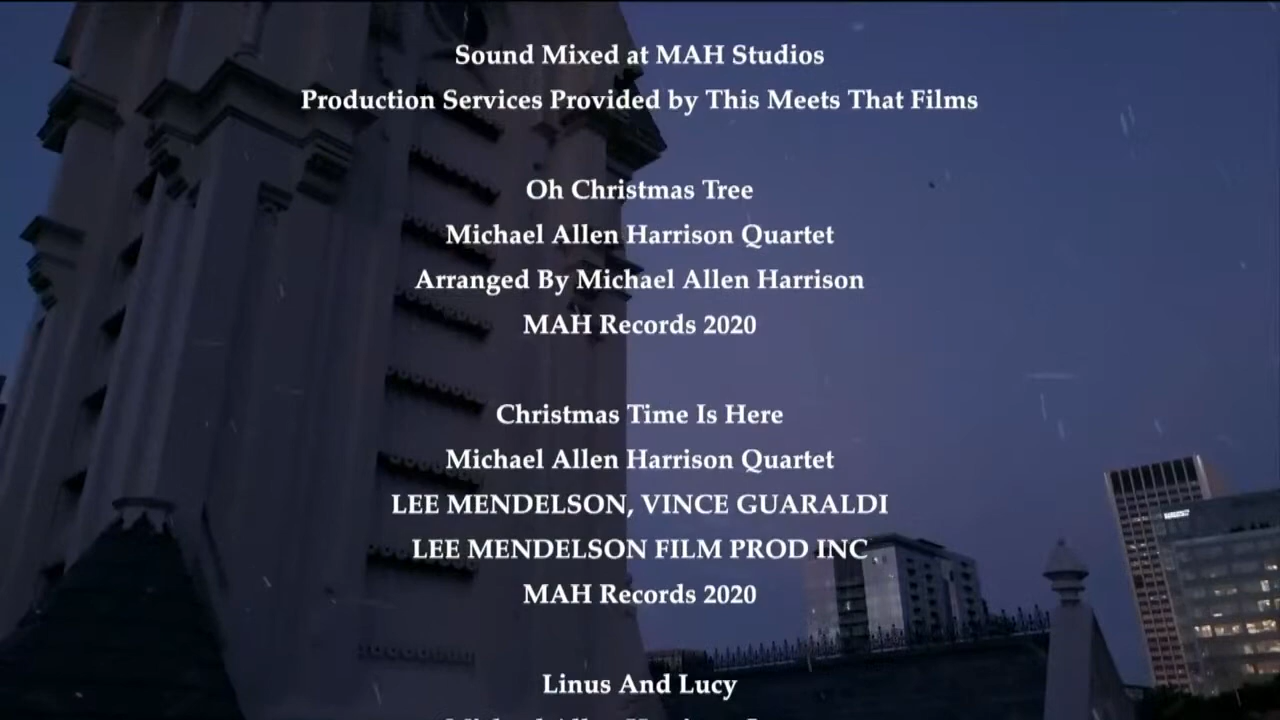 Sound Mixed at MAH Studios
Production Services Provided by This Meets That Films
Oh Christmas Tree
Michael Allen Harrison Quartet
Arranged By Michael Allen Harrison
MAH Records 2020
Christmas Time Is Here
Michael Allen Harrison Quartet
LEE MENDELSON, VINCE GUARALDI
LEE MENDELSON FILM PROD INC
MAH Records 2020
Linus And Lucy